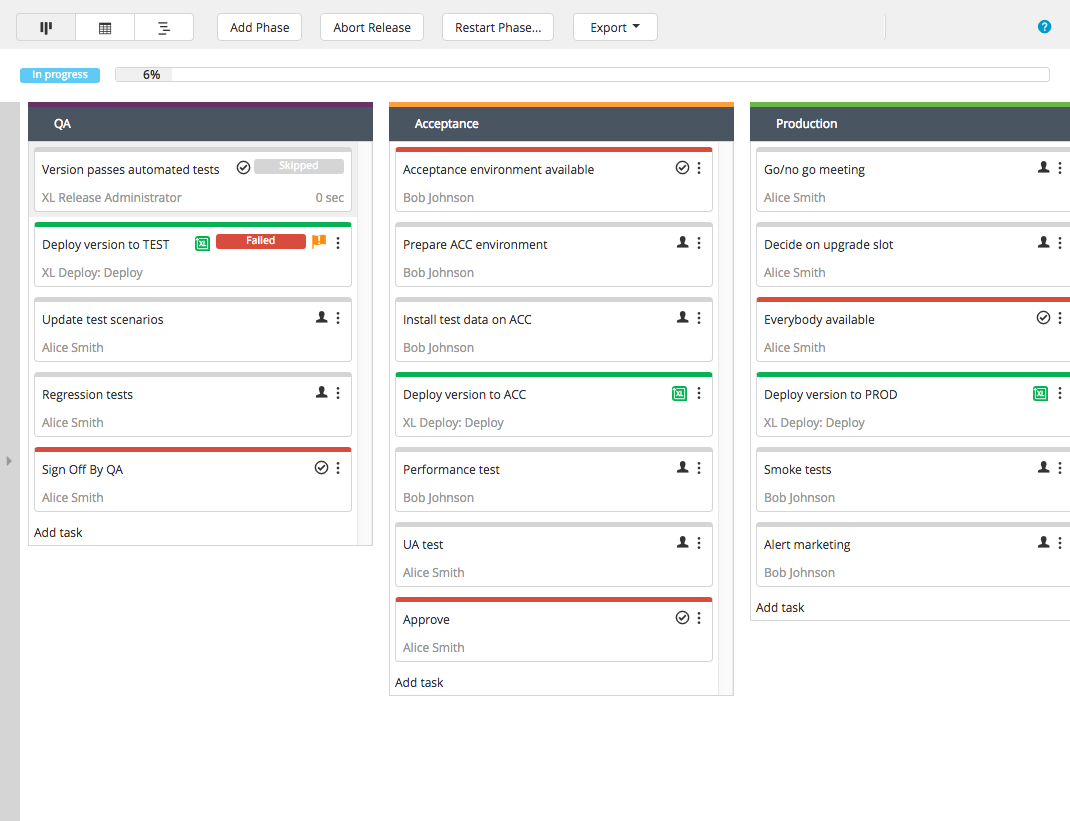 Add Phase
Abort Release
Restart Phase...
Export
?
In progress
6%
QA
Version passes automated tests
Skipped
XL Release Administrator
0 sec
Deploy version to TEST
XL
Failed
!
XL Deploy: Deploy
Update test scenarios
Alice Smith
Regression tests
Alice Smith
Sign Off By QA
Alice Smith
Add task
Acceptance
Acceptance environment available
Bob Johnson
Prepare ACC environment
Bob Johnson
Install test data on ACC
Bob Johnson
Deploy version to ACC
XL
XL Deploy: Deploy
Performance test
Bob Johnson
UA test
Alice Smith
Approve
Alice Smith
Add task
Production
Go/no go meeting
Alice Smith
Decide on upgrade slot
Alice Smith
Everybody available
Alice Smith
Deploy version to PROD
XL
XL Deploy: Deploy
Smoke tests
Bob Johnson
Alert marketing
Bob Johnson
Add task